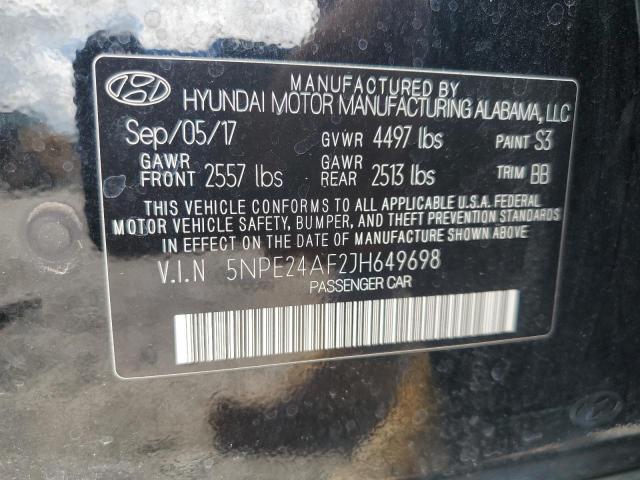 MANUFACTURED BY
HYUNDAI MOTOR MANUFACTURING ALABAMA, LLC
Sep/05/17 GVWR 4497 lbs PAINT S3
GAWR FRONT 2557 lbs GAWR REAR 2513 lbs TRIM BB
THIS VEHICLE CONFORMS TO ALL APPLICABLE U.S.A. FEDERAL
MOTOR VEHICLE SAFETY, BUMPER, AND THEFT PREVENTION STANDARDS
IN EFFECT ON THE DATE OF MANUFACTURE SHOWN ABOVE.
V.I.N 5NPE24AF2JH649698
PASSENGER CAR